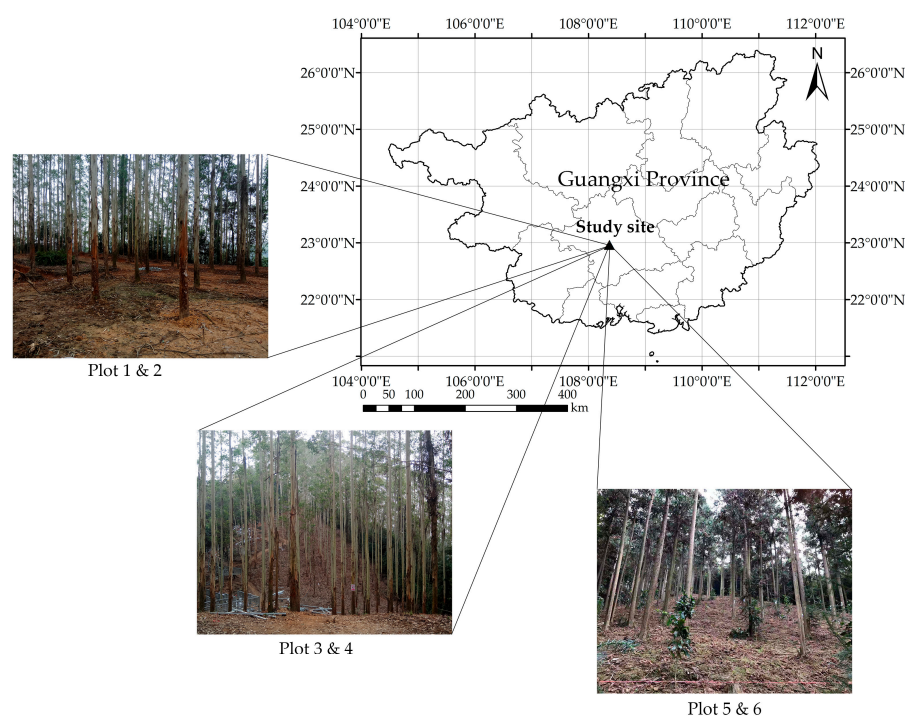 104°0'0"E 106°0'0"E 108°0'0"E 110°0'0"E 112°0'0"E
N
26°0'0"N 26°0'0"N
25°0'0"N 25°0'0"N
24°0'0"N 24°0'0"N
Guangxi Province
Study site
23°0'0"N 23°0'0"N
22°0'0"N 22°0'0"N
Plot 1 & 2
104°0'0"E 106°0'0"E 108°0'0"E 110°0'0"E 112°0'0"E
0 50 100 200 300 400
km
Plot 3 & 4
Plot 5 & 6